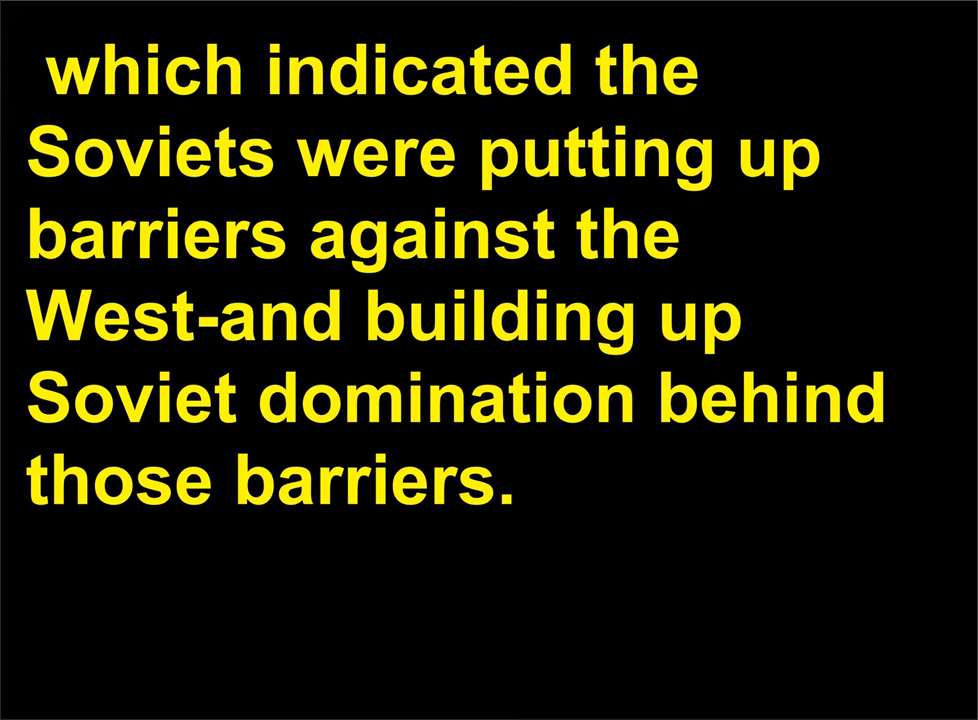 which indicated the
Soviets were putting up
barriers against the
West-and building up
Soviet domination behind
those barriers.